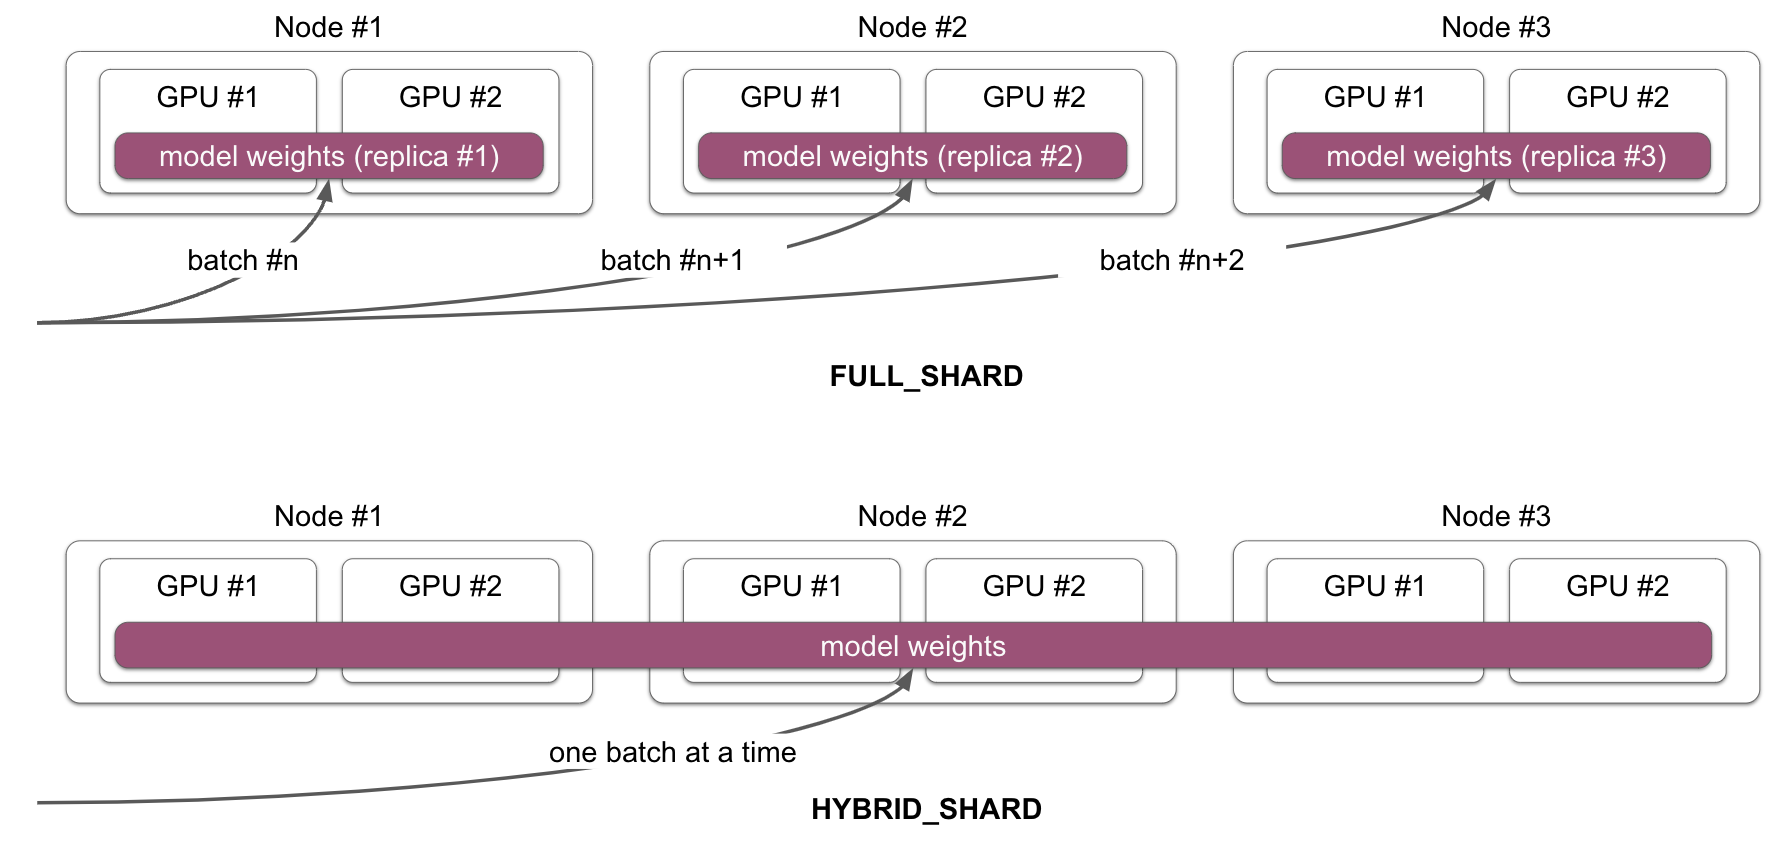 Node #1
Node #2
Node #3
GPU #1
GPU #2
GPU #1
GPU #2
GPU #1
GPU #2
model weights (replica #1)
model weights (replica #2)
model weights (replica #3)
batch #n
batch #n+1
batch #n+2
FULL_SHARD
Node #1
Node #2
Node #3
GPU #1
GPU #2
GPU #1
GPU #2
GPU #1
GPU #2
model weights
one batch at a time
HYBRID_SHARD